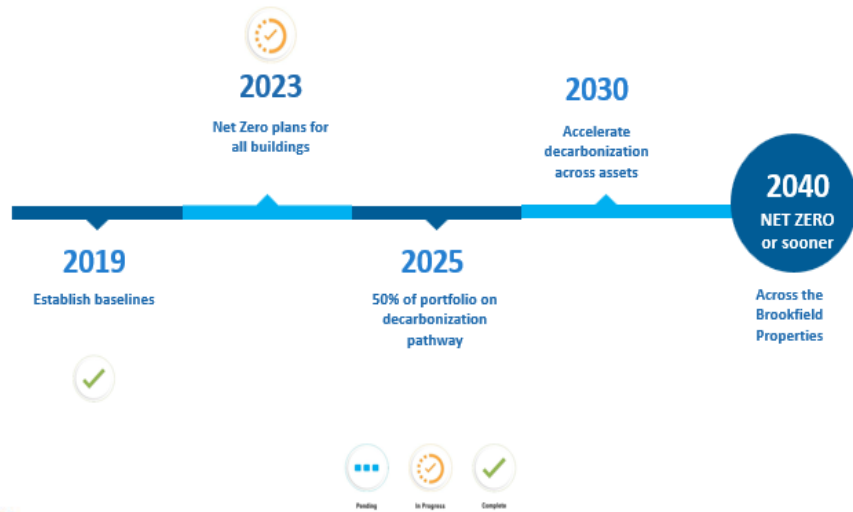 2023
Net Zero plans for
all buildings
2030
Accelerate
decarbonization
across assets
2040
NET ZERO
or sooner
2019
Establish baselines
2025
50% of portfolio on
decarbonization
pathway
Across the
Brookfield
Properties
Pending
In Progress
Complete